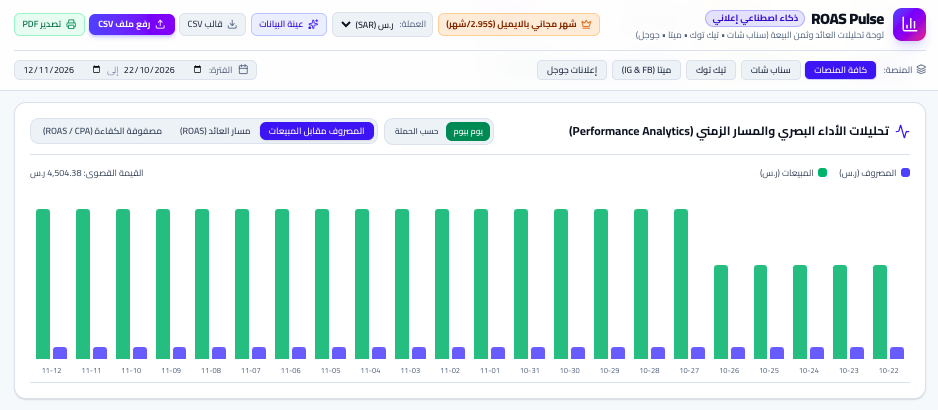 ROAS Pulse ذكاء اصطناعي إعلاني
لوحة تحليلات العائد وثمن البيعة (سناب شات • تيك توك • ميتا • جوجل)
شهر مجاني بالايميل (2.95$/شهر)
العملة: ر.س (SAR)
عينة البيانات
قالب CSV
رفع ملف CSV
تصدير PDF
المنصة: كافة المنصات سناب شات تيك توك ميتا (IG & FB) إعلانات جوجل
الفترة: 22/10/2026 إلى 12/11/2026
تحليلات الأداء البصري والمسار الزمني (Performance Analytics)
يوم بيوم حسب الحملة
المصروف مقابل المبيعات مسار العائد (ROAS) مصفوفة الكفاءة (ROAS / CPA)
المصروف (ر.س) المبيعات (ر.س)
القيمة القصوى: 4,504.38 ر.س
10-22 10-23 10-24 10-25 10-26 10-27 10-28 10-29 10-30 10-31 11-01 11-02 11-03 11-04 11-05 11-06 11-07 11-08 11-09 11-10 11-11 11-12